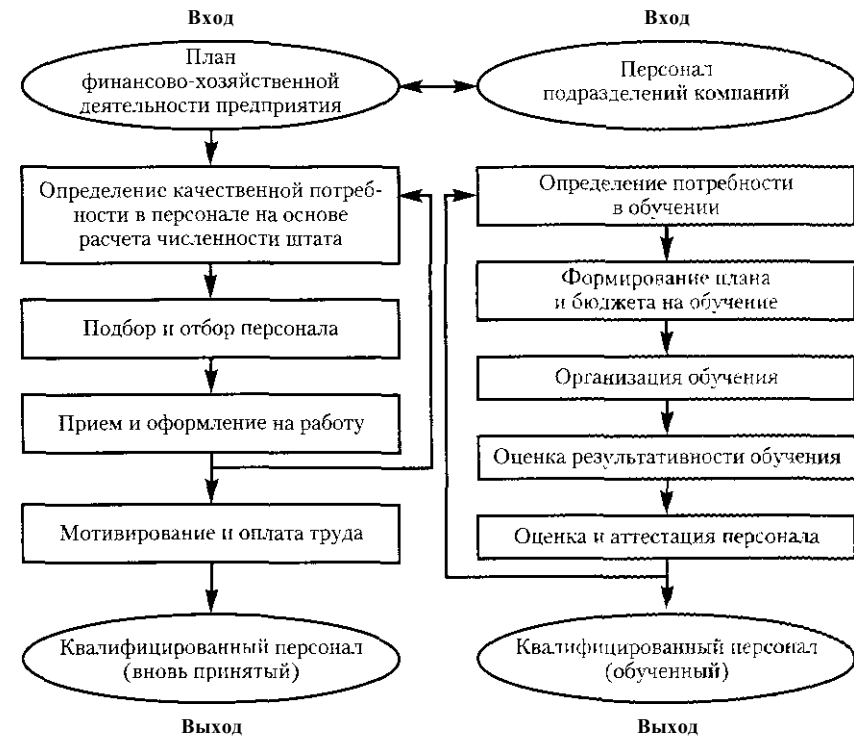 Вход
План
финансово-хозяйственной
деятельности предприятия
Определение качественной потреб-
ности в персонале на основе
расчета численности штата
Подбор и отбор персонала
Прием и оформление на работу
Мотивирование и оплата труда
Квалифицированный персонал
(вновь принятый)
Выход
Вход
Персонал
подразделений компаний
Определение потребности
в обучении
Формирование плана
и бюджета на обучение
Организация обучения
Оценка результативности обучения
Оценка и аттестация персонала
Квалифицированный персонал
(обученный)
Выход